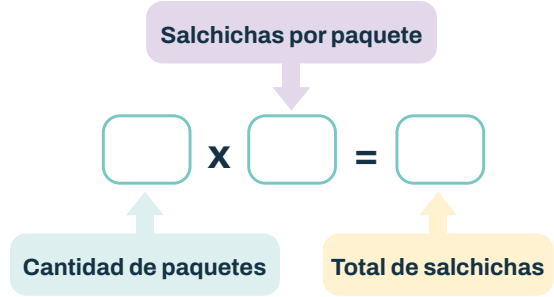 Salchichas por paquete
x =
Cantidad de paquetes
Total de salchichas